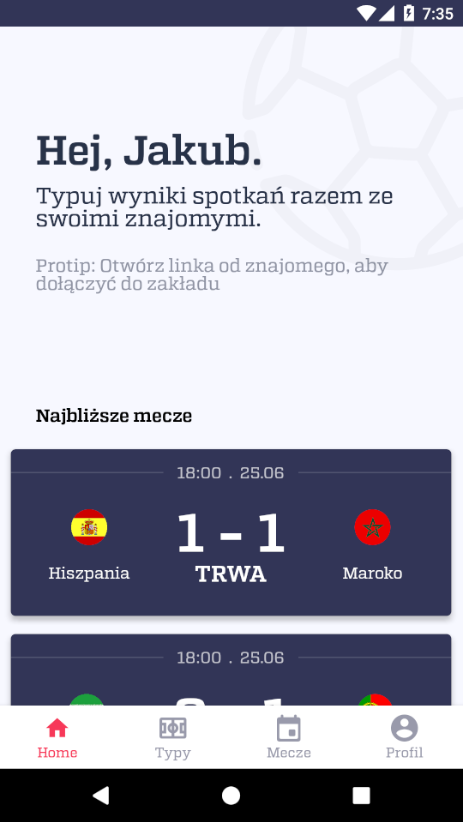 7:35
Hej, Jakub.
Typuj wyniki spotkań razem ze
swoimi znajomymi.
Protip: Otwórz linka od znajomego, aby
dołączyć do zakładu
Najbliższe mecze
18:00 . 25.06
1 - 1
Hiszpania
TRWA
Maroko
18:00 . 25.06
Home
Typy
Mecze
Profil